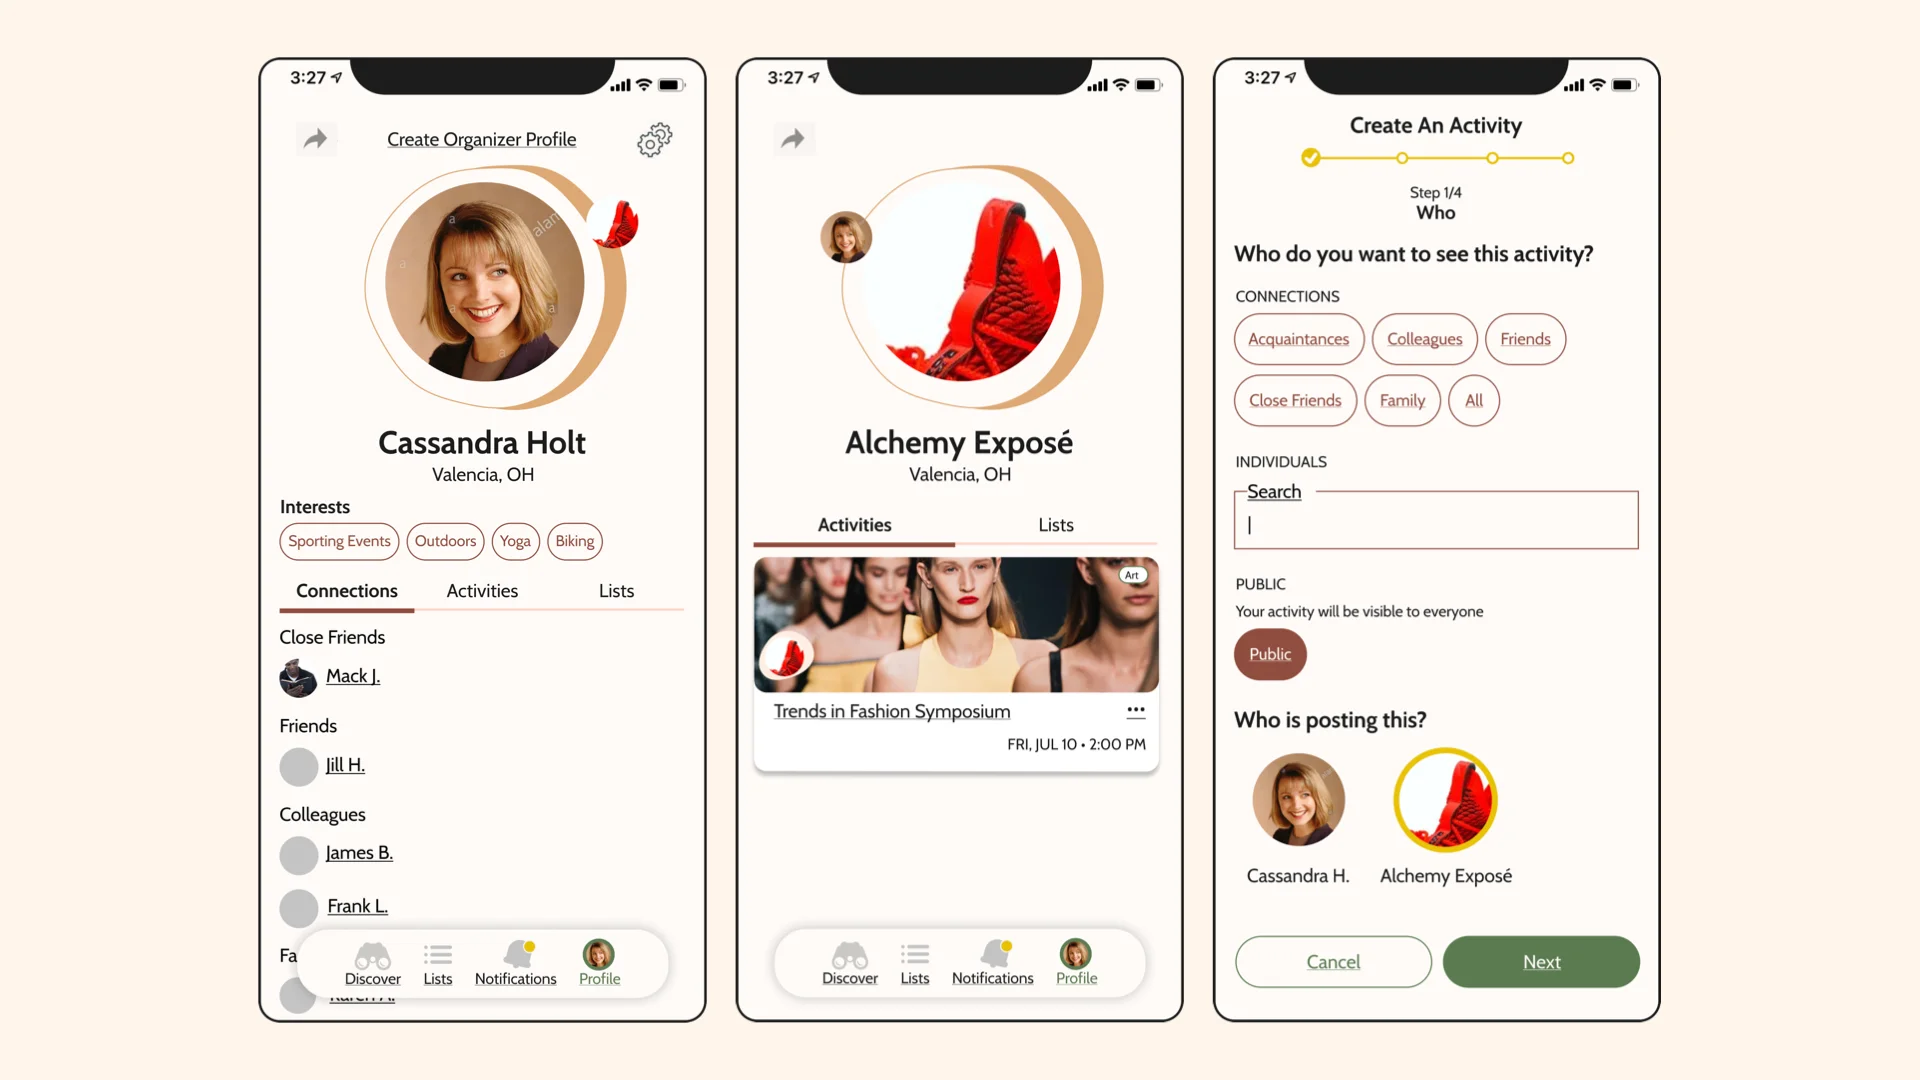 3:27
Create Organizer Profile
alam
a
a
a
a
a
Cassandra Holt
Valencia, OH
Interests
Sporting Events
Outdoors
Yoga
Biking
Connections
Activities
Lists
Close Friends
Mack J.
Friends
Jill H.
Colleagues
James B.
Frank L.
Fa
Karen A.
Discover
Lists
Notifications
Profile
3:27
Alchemy Exposé
Valencia, OH
Activities
Lists
Art
Trends in Fashion Symposium
FRI, JUL 10 • 2:00 PM
Discover
Lists
Notifications
Profile
3:27
Create An Activity
Step 1/4
Who
Who do you want to see this activity?
CONNECTIONS
Acquaintances
Colleagues
Friends
Close Friends
Family
All
INDIVIDUALS
Search
PUBLIC
Your activity will be visible to everyone
Public
Who is posting this?
Cassandra H.
Alchemy Exposé
Cancel
Next